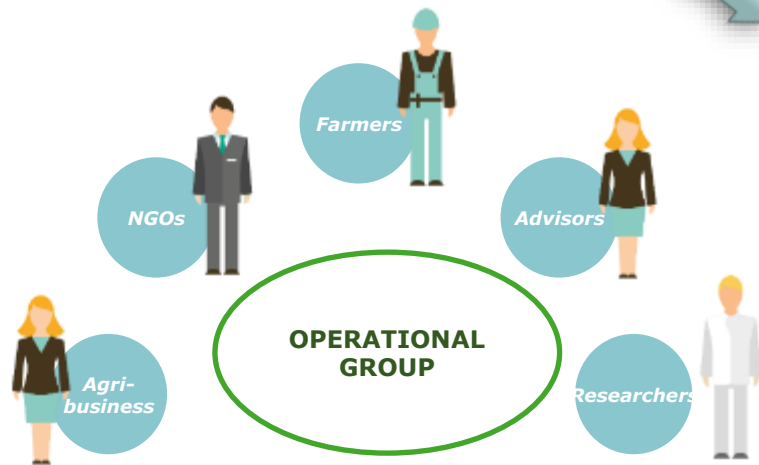 Farmers
NGOs
Advisors
OPERATIONAL
GROUP
Agri-
business
Researchers